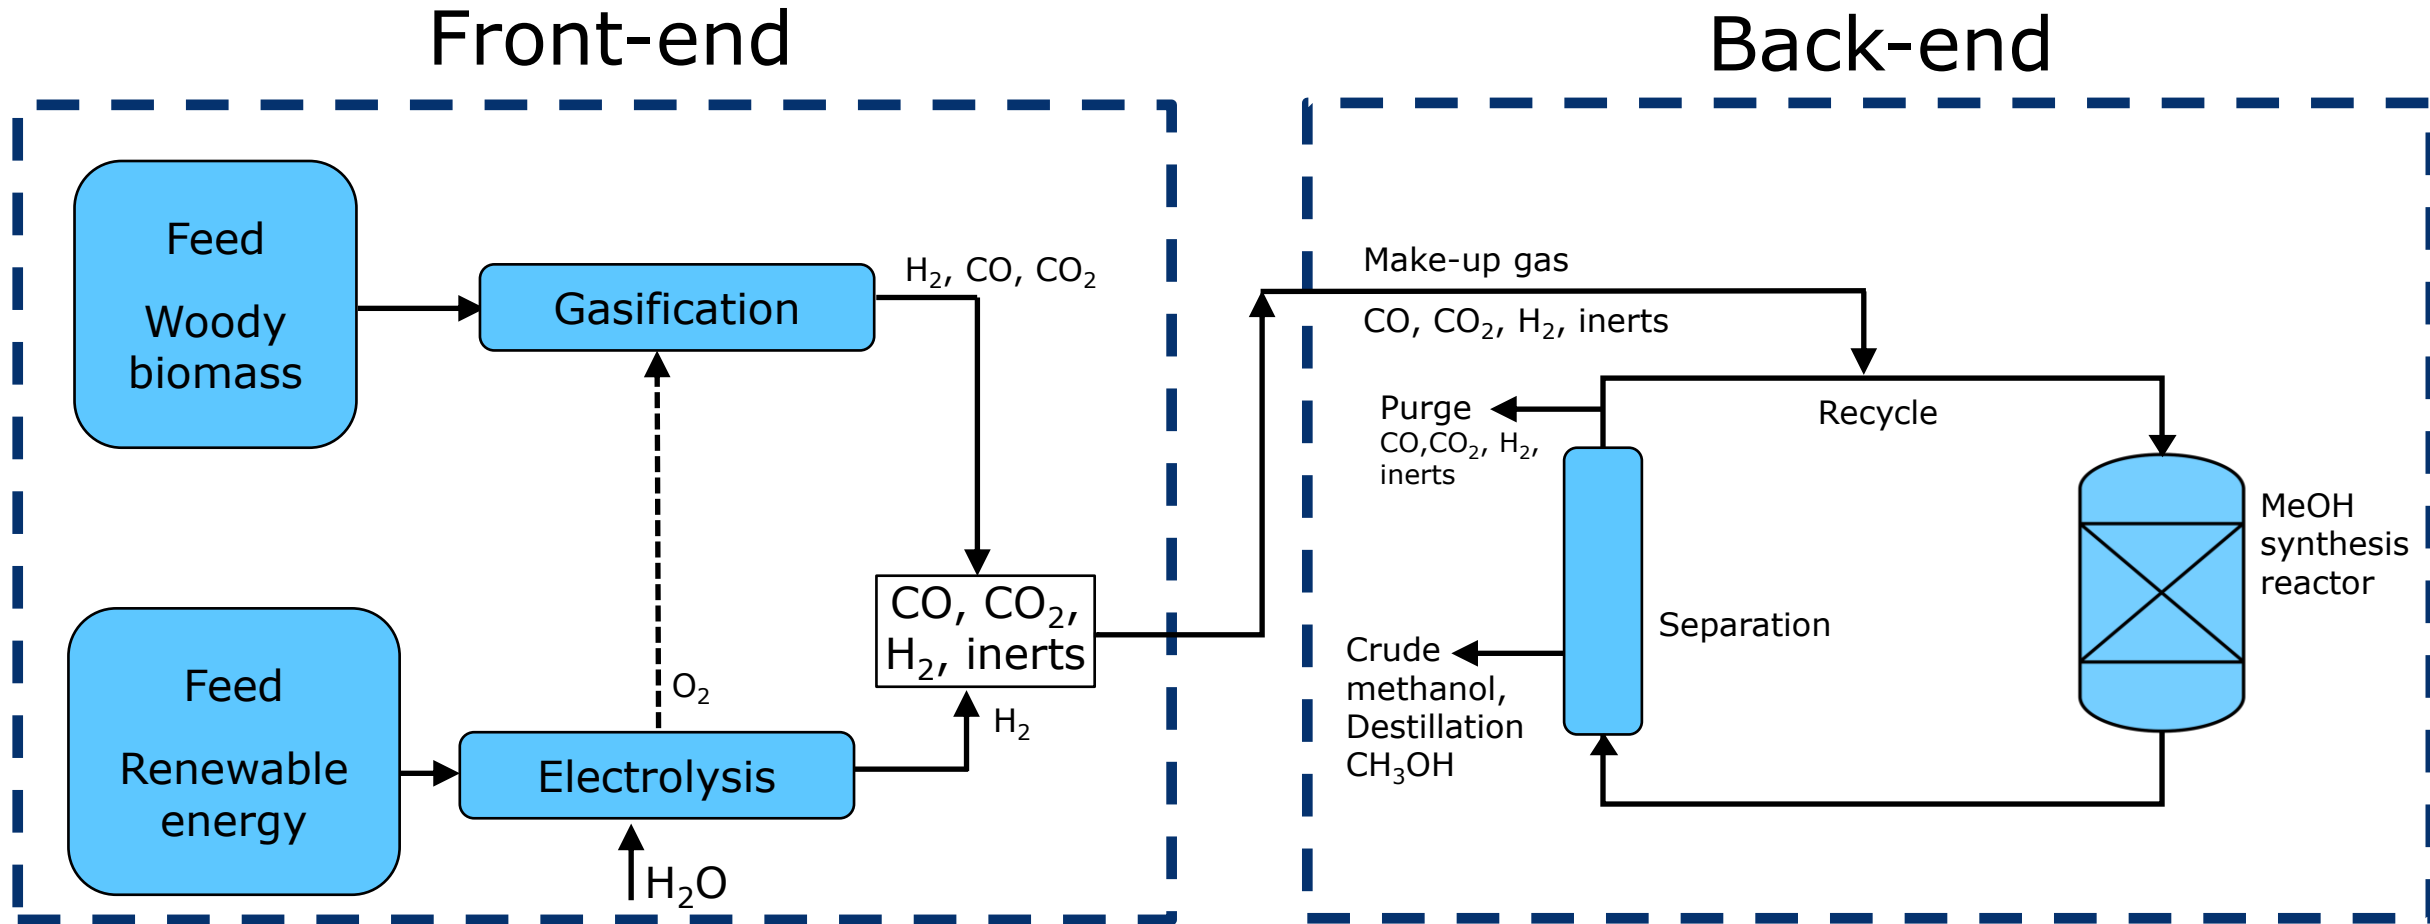 Front-end
Back-end
Feed
Woody
biomass
Gasification
H₂, CO, CO₂
O₂
Feed
Renewable
energy
Electrolysis
H₂O
H₂
CO, CO₂,
H₂, inerts
Make-up gas
CO, CO₂, H₂, inerts
Purge
CO,CO₂, H₂,
inerts
Recycle
MeOH
synthesis
reactor
Separation
Crude
methanol,
Destillation
CH₃OH